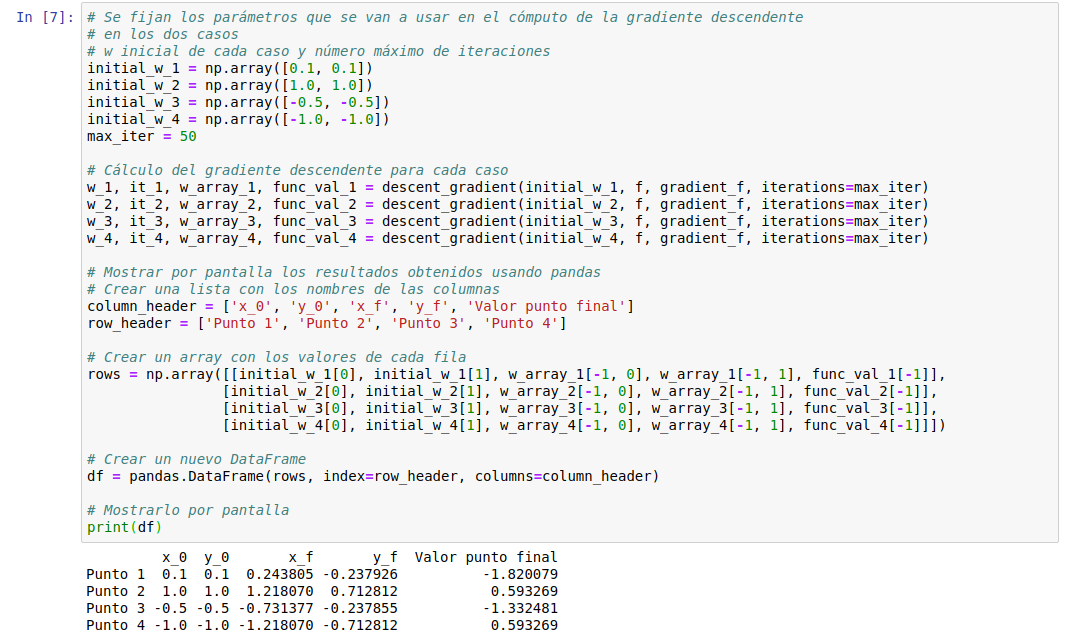 In [7]: # Se fijan los parámetros que se van a usar en el cómputo de la gradiente descendente
# en los dos casos
# w inicial de cada caso y número máximo de iteraciones
initial_w_1 = np.array([0.1, 0.1])
initial_w_2 = np.array([1.0, 1.0])
initial_w_3 = np.array([-0.5, -0.5])
initial_w_4 = np.array([-1.0, -1.0])
max_iter = 50
# Cálculo del gradiente descendente para cada caso
w_1, it_1, w_array_1, func_val_1 = descent_gradient(initial_w_1, f, gradient_f, iterations=max_iter)
w_2, it_2, w_array_2, func_val_2 = descent_gradient(initial_w_2, f, gradient_f, iterations=max_iter)
w_3, it_3, w_array_3, func_val_3 = descent_gradient(initial_w_3, f, gradient_f, iterations=max_iter)
w_4, it_4, w_array_4, func_val_4 = descent_gradient(initial_w_4, f, gradient_f, iterations=max_iter)
# Mostrar por pantalla los resultados obtenidos usando pandas
# Crear una lista con los nombres de las columnas
column_header = ['x_0', 'y_0', 'x_f', 'y_f', 'Valor punto final']
row_header = ['Punto 1', 'Punto 2', 'Punto 3', 'Punto 4']
# Crear un array con los valores de cada fila
rows = np.array([[initial_w_1[0], initial_w_1[1], w_array_1[-1, 0], w_array_1[-1, 1], func_val_1[-1]],
[initial_w_2[0], initial_w_2[1], w_array_2[-1, 0], w_array_2[-1, 1], func_val_2[-1]],
[initial_w_3[0], initial_w_3[1], w_array_3[-1, 0], w_array_3[-1, 1], func_val_3[-1]],
[initial_w_4[0], initial_w_4[1], w_array_4[-1, 0], w_array_4[-1, 1], func_val_4[-1]]])
# Crear un nuevo DataFrame
df = pandas.DataFrame(rows, index=row_header, columns=column_header)
# Mostrarlo por pantalla
print(df)
x_0 y_0 x_f y_f Valor punto final
Punto 1 0.1 0.1 0.243805 -0.237926 -1.820079
Punto 2 1.0 1.0 1.218070 0.712812 0.593269
Punto 3 -0.5 -0.5 -0.731377 -0.237855 -1.332481
Punto 4 -1.0 -1.0 -1.218070 -0.712812 0.593269